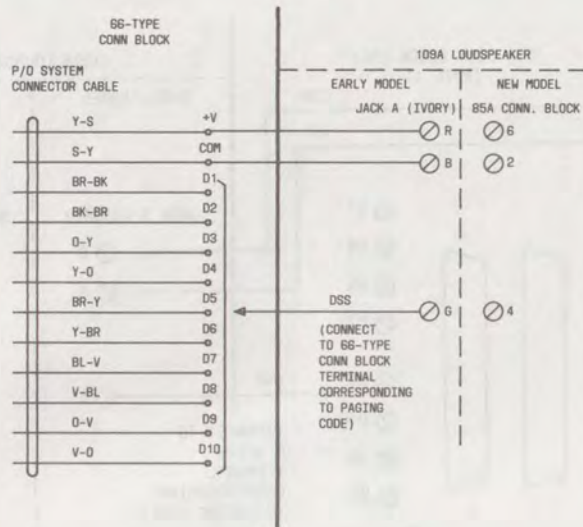 66-TYPE
CONN BLOCK
P/O SYSTEM
CONNECTOR CABLE
109A LOUDSPEAKER
EARLY MODEL
NEW MODEL
JACK A (IVORY)
85A CONN. BLOCK
Y-S +V R 6
S-Y COM B 2
BR-BK D1
BK-BR D2
O-Y D3
Y-O D4
BR-Y D5 DSS G 4
Y-BR D6
BL-V D7
V-BL D8
O-V D9
V-O D10
(CONNECT
TO 66-TYPE
CONN BLOCK
TERMINAL
CORRESPONDING
TO PAGING
CODE)